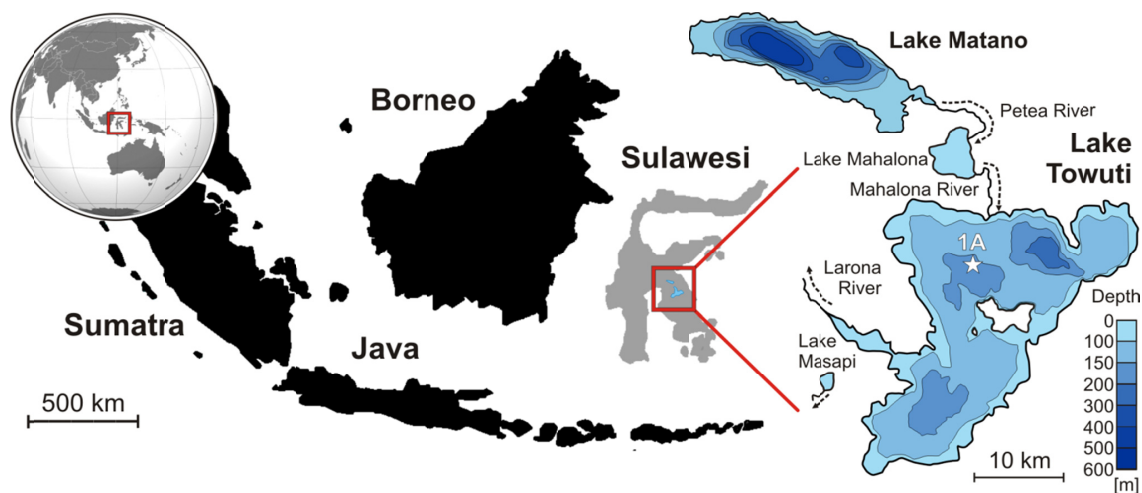 Borneo
Sulawesi
Sumatra
Java
500 km
Lake Matano
Petea River
Lake Mahalona
Lake
Towuti
Mahalona River
1A
Larona
River
Lake
Masapi
Depth
0
100
150
200
300
400
500
600
[m]
10 km